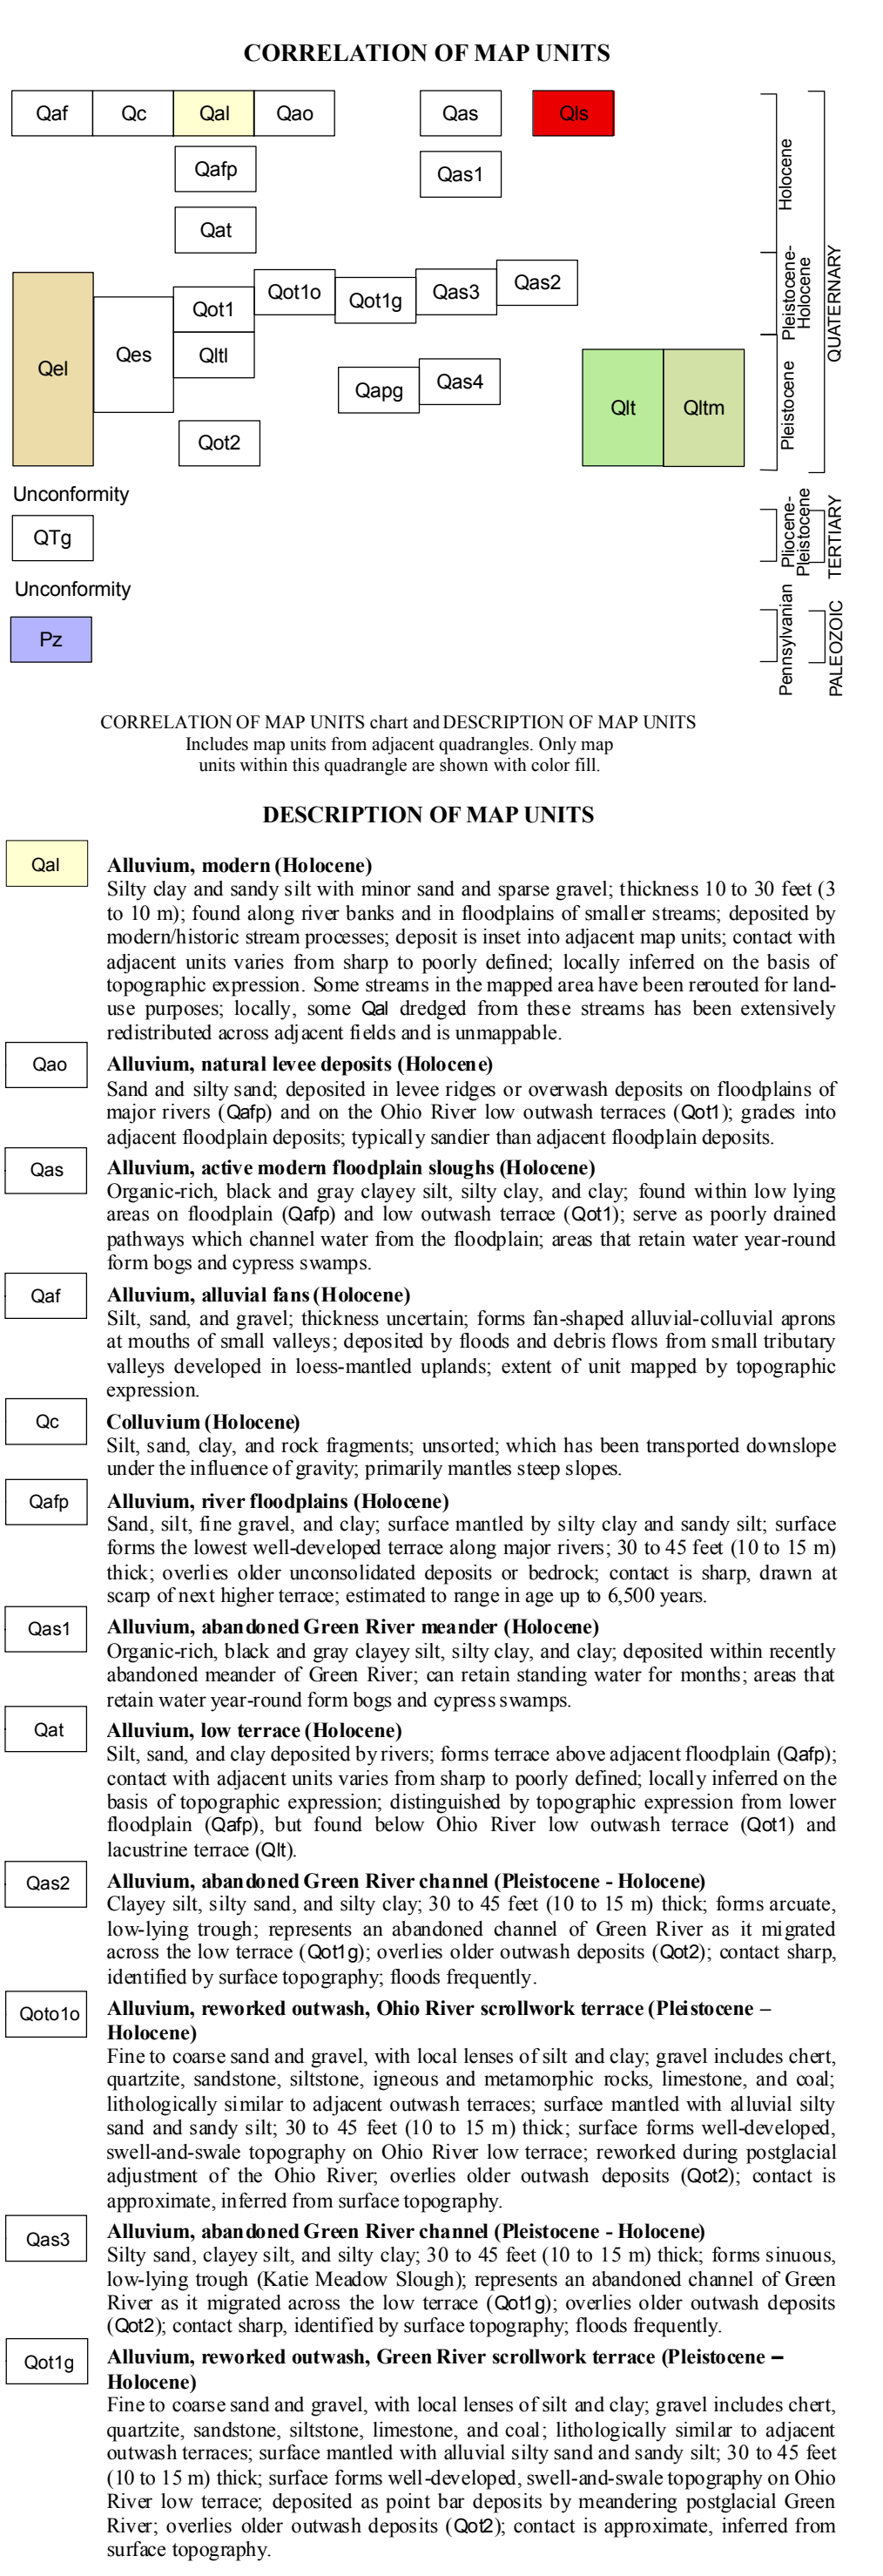 CORRELATION OF MAP UNITS
Qaf
Qc
Qal
Qao
Qas
Qls
Qafp
Qas1
Qat
Qel
Qes
Qot1
Qot1o
Qot1g
Qas3
Qas2
Qltl
Qapg
Qas4
Qlt
Qltm
Qot2
Holocene
Pleistocene-
Holocene
Pleistocene
QUATERNARY
Unconformity
QTg
Pliocene-
Pleistocene
TERTIARY
Unconformity
Pz
Pennsylvanian
PALEOZOIC
CORRELATION OF MAP UNITS chart and DESCRIPTION OF MAP UNITS
Includes map units from adjacent quadrangles. Only map
units within this quadrangle are shown with color fill.
DESCRIPTION OF MAP UNITS
Qal
Alluvium, modern (Holocene)
Silty clay and sandy silt with minor sand and sparse gravel; thickness 10 to 30 feet (3
to 10 m); found along river banks and in floodplains of smaller streams; deposited by
modern/historic stream processes; deposit is inset into adjacent map units; contact with
adjacent units varies from sharp to poorly defined; locally inferred on the basis of
topographic expression. Some streams in the mapped area have been rerouted for land-
use purposes; locally, some Qal dredged from these streams has been extensively
redistributed across adjacent fields and is unmappable.
Qao
Alluvium, natural levee deposits (Holocene)
Sand and silty sand; deposited in levee ridges or overwash deposits on floodplains of
major rivers (Qafp) and on the Ohio River low outwash terraces (Qot1); grades into
adjacent floodplain deposits; typically sandier than adjacent floodplain deposits.
Qas
Alluvium, active modern floodplain sloughs (Holocene)
Organic-rich, black and gray clayey silt, silty clay, and clay; found within low lying
areas on floodplain (Qafp) and low outwash terrace (Qot1); serve as poorly drained
pathways which channel water from the floodplain; areas that retain water year-round
form bogs and cypress swamps.
Qaf
Alluvium, alluvial fans (Holocene)
Silt, sand, and gravel; thickness uncertain; forms fan-shaped alluvial-colluvial aprons
at mouths of small valleys; deposited by floods and debris flows from small tributary
valleys developed in loess-mantled uplands; extent of unit mapped by topographic
expression.
Qc
Colluvium (Holocene)
Silt, sand, clay, and rock fragments; unsorted; which has been transported downslope
under the influence of gravity; primarily mantles steep slopes.
Qafp
Alluvium, river floodplains (Holocene)
Sand, silt, fine gravel, and clay; surface mantled by silty clay and sandy silt; surface
forms the lowest well-developed terrace along major rivers; 30 to 45 feet (10 to 15 m)
thick; overlies older unconsolidated deposits or bedrock; contact is sharp, drawn at
scarp of next higher terrace; estimated to range in age up to 6,500 years.
Qas1
Alluvium, abandoned Green River meander (Holocene)
Organic-rich, black and gray clayey silt, silty clay, and clay; deposited within recently
abandoned meander of Green River; can retain standing water for months; areas that
retain water year-round form bogs and cypress swamps.
Qat
Alluvium, low terrace (Holocene)
Silt, sand, and clay deposited by rivers; forms terrace above adjacent floodplain (Qafp);
contact with adjacent units varies from sharp to poorly defined; locally inferred on the
basis of topographic expression; distinguished by topographic expression from lower
floodplain (Qafp), but found below Ohio River low outwash terrace (Qot1) and
lacustrine terrace (Qlt).
Qas2
Alluvium, abandoned Green River channel (Pleistocene - Holocene)
Clayey silt, silty sand, and silty clay; 30 to 45 feet (10 to 15 m) thick; forms arcuate,
low-lying trough; represents an abandoned channel of Green River as it migrated
across the low terrace (Qot1g); overlies older outwash deposits (Qot2); contact sharp,
identified by surface topography; floods frequently.
Qoto1o
Alluvium, reworked outwash, Ohio River scrollwork terrace (Pleistocene –
Holocene)
Fine to coarse sand and gravel, with local lenses of silt and clay; gravel includes chert,
quartzite, sandstone, siltstone, igneous and metamorphic rocks, limestone, and coal;
lithologically similar to adjacent outwash terraces; surface mantled with alluvial silty
sand and sandy silt; 30 to 45 feet (10 to 15 m) thick; surface forms well-developed,
swell-and-swale topography on Ohio River low terrace; reworked during postglacial
adjustment of the Ohio River; overlies older outwash deposits (Qot2); contact is
approximate, inferred from surface topography.
Qas3
Alluvium, abandoned Green River channel (Pleistocene - Holocene)
Silty sand, clayey silt, and silty clay; 30 to 45 feet (10 to 15 m) thick; forms sinuous,
low-lying trough (Katie Meadow Slough); represents an abandoned channel of Green
River as it migrated across the low terrace (Qot1g); overlies older outwash deposits
(Qot2); contact sharp, identified by surface topography; floods frequently.
Qot1g
Alluvium, reworked outwash, Green River scrollwork terrace (Pleistocene –
Holocene)
Fine to coarse sand and gravel, with local lenses of silt and clay; gravel includes chert,
quartzite, sandstone, siltstone, limestone, and coal; lithologically similar to adjacent
outwash terraces; surface mantled with alluvial silty sand and sandy silt; 30 to 45 feet
(10 to 15 m) thick; surface forms well-developed, swell-and-swale topography on Ohio
River low terrace; deposited as point bar deposits by meandering postglacial Green
River; overlies older outwash deposits (Qot2); contact is approximate, inferred from
surface topography.